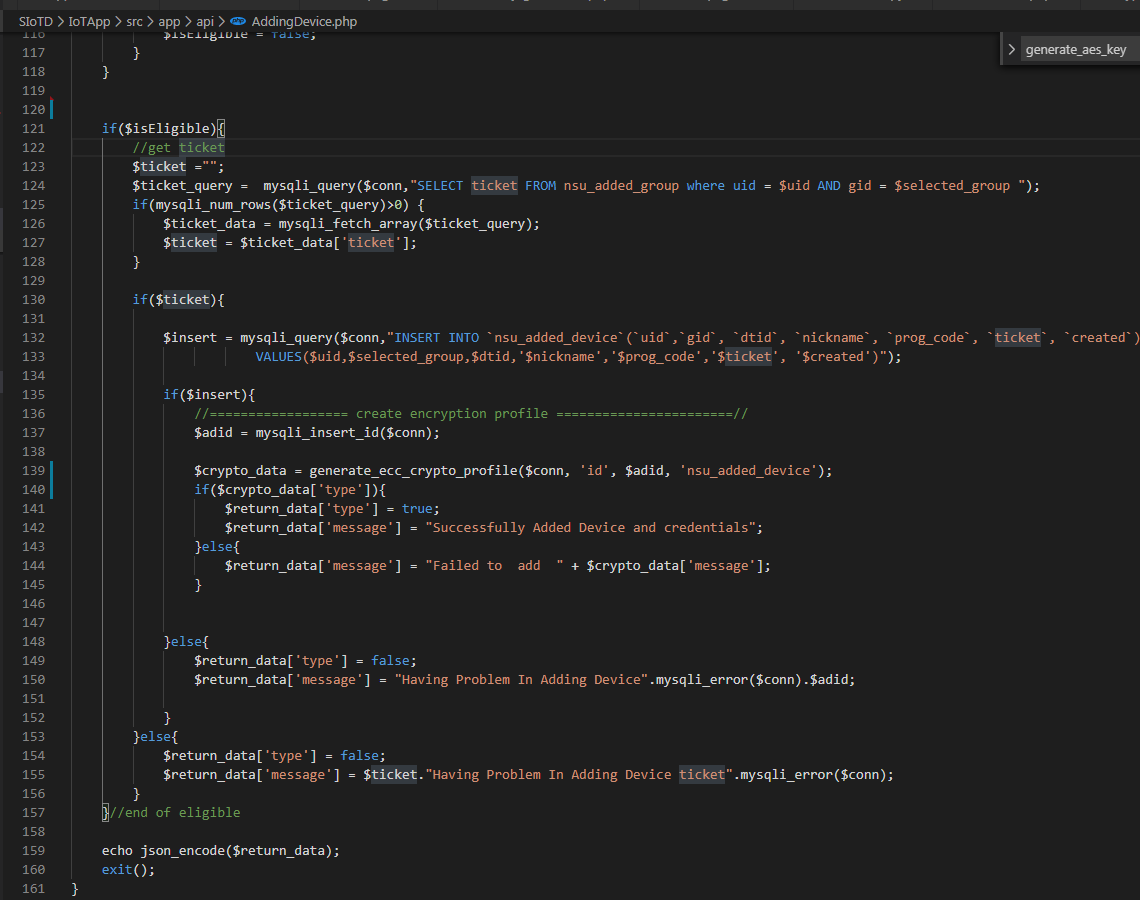 SIoTD > IoTApp > src > app > api > AddingDevice.php
generate_aes_key
116 $isEligible = false;
117 }
118 }
119
120
121 if($isEligible){
122 //get ticket
123 $ticket ="";
124 $ticket_query =  mysqli_query($conn,"SELECT ticket FROM nsu_added_group where uid = $uid AND gid = $selected_group ");
125 if(mysqli_num_rows($ticket_query)>0) {
126 $ticket_data = mysqli_fetch_array($ticket_query);
127 $ticket = $ticket_data['ticket'];
128 }
129
130 if($ticket){
131
132 $insert = mysqli_query($conn,"INSERT INTO `nsu_added_device`(`uid`,`gid`, `dtid`, `nickname`, `prog_code`, `ticket`, `created`)
133 VALUES($uid,$selected_group,$dtid,'$nickname','$prog_code','$ticket', '$created')");
134
135 if($insert){
136 //================== create encryption profile =======================//
137 $adid = mysqli_insert_id($conn);
138
139 $crypto_data = generate_ecc_crypto_profile($conn, 'id', $adid, 'nsu_added_device');
140 if($crypto_data['type']){
141 $return_data['type'] = true;
142 $return_data['message'] = "Successfully Added Device and credentials";
143 }else{
144 $return_data['message'] = "Failed to  add  " + $crypto_data['message'];
145 }
146
147
148 }else{
149 $return_data['type'] = false;
150 $return_data['message'] = "Having Problem In Adding Device".mysqli_error($conn).$adid;
151
152 }
153 }else{
154 $return_data['type'] = false;
155 $return_data['message'] = $ticket."Having Problem In Adding Device ticket".mysqli_error($conn);
156 }
157 }//end of eligible
158
159 echo json_encode($return_data);
160 exit();
161 }